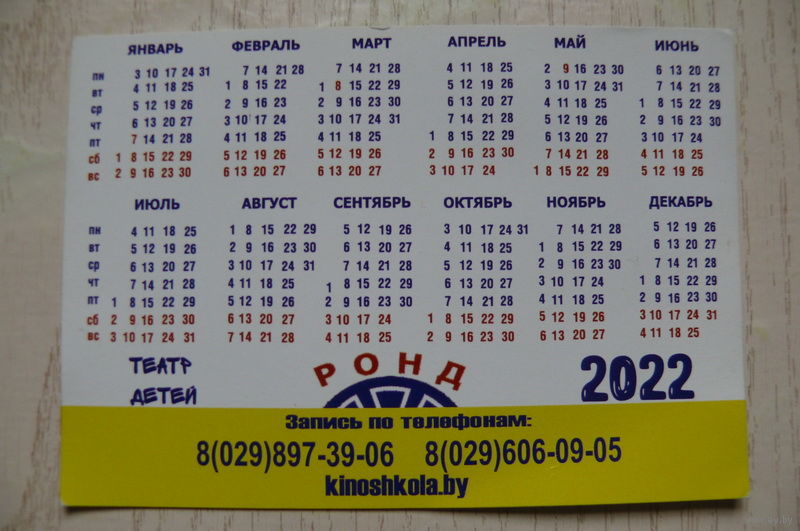 ЯНВАРЬ ФЕВРАЛЬ МАРТ АПРЕЛЬ МАЙ ИЮНЬ
пн 3 10 17 24 31 7 14 21 28 7 14 21 28 4 11 18 25 2 9 16 23 30 6 13 20 27
вт 4 11 18 25 1 8 15 22 1 8 15 22 29 5 12 19 26 3 10 17 24 31 7 14 21 28
ср 5 12 19 26 2 9 16 23 2 9 16 23 30 6 13 20 27 4 11 18 25 1 8 15 22 29
чт 6 13 20 27 3 10 17 24 3 10 17 24 31 7 14 21 28 5 12 19 26 2 9 16 23 30
пт 7 14 21 28 4 11 18 25 4 11 18 25 1 8 15 22 29 6 13 20 27 3 10 17 24
сб 1 8 15 22 29 5 12 19 26 5 12 19 26 2 9 16 23 30 7 14 21 28 4 11 18 25
вс 2 9 16 23 30 6 13 20 27 6 13 20 27 3 10 17 24 1 8 15 22 29 5 12 19 26
ИЮЛЬ АВГУСТ СЕНТЯБРЬ ОКТЯБРЬ НОЯБРЬ ДЕКАБРЬ
пн 4 11 18 25 1 8 15 22 29 5 12 19 26 3 10 17 24 31 7 14 21 28 5 12 19 26
вт 5 12 19 26 2 9 16 23 30 6 13 20 27 4 11 18 25 1 8 15 22 29 6 13 20 27
ср 6 13 20 27 3 10 17 24 31 7 14 21 28 5 12 19 26 2 9 16 23 30 7 14 21 28
чт 7 14 21 28 4 11 18 25 1 8 15 22 29 6 13 20 27 3 10 17 24 1 8 15 22 29
пт 1 8 15 22 29 5 12 19 26 2 9 16 23 30 7 14 21 28 4 11 18 25 2 9 16 23 30
сб 2 9 16 23 30 6 13 20 27 3 10 17 24 1 8 15 22 29 5 12 19 26 3 10 17 24 31
вс 3 10 17 24 31 7 14 21 28 4 11 18 25 2 9 16 23 30 6 13 20 27 4 11 18 25
ТЕАТР РОНД 2022
ДЕТЕЙ
Запись по телефонам:
8(029)897-39-06 8(029)606-09-05
kinoshkola.by